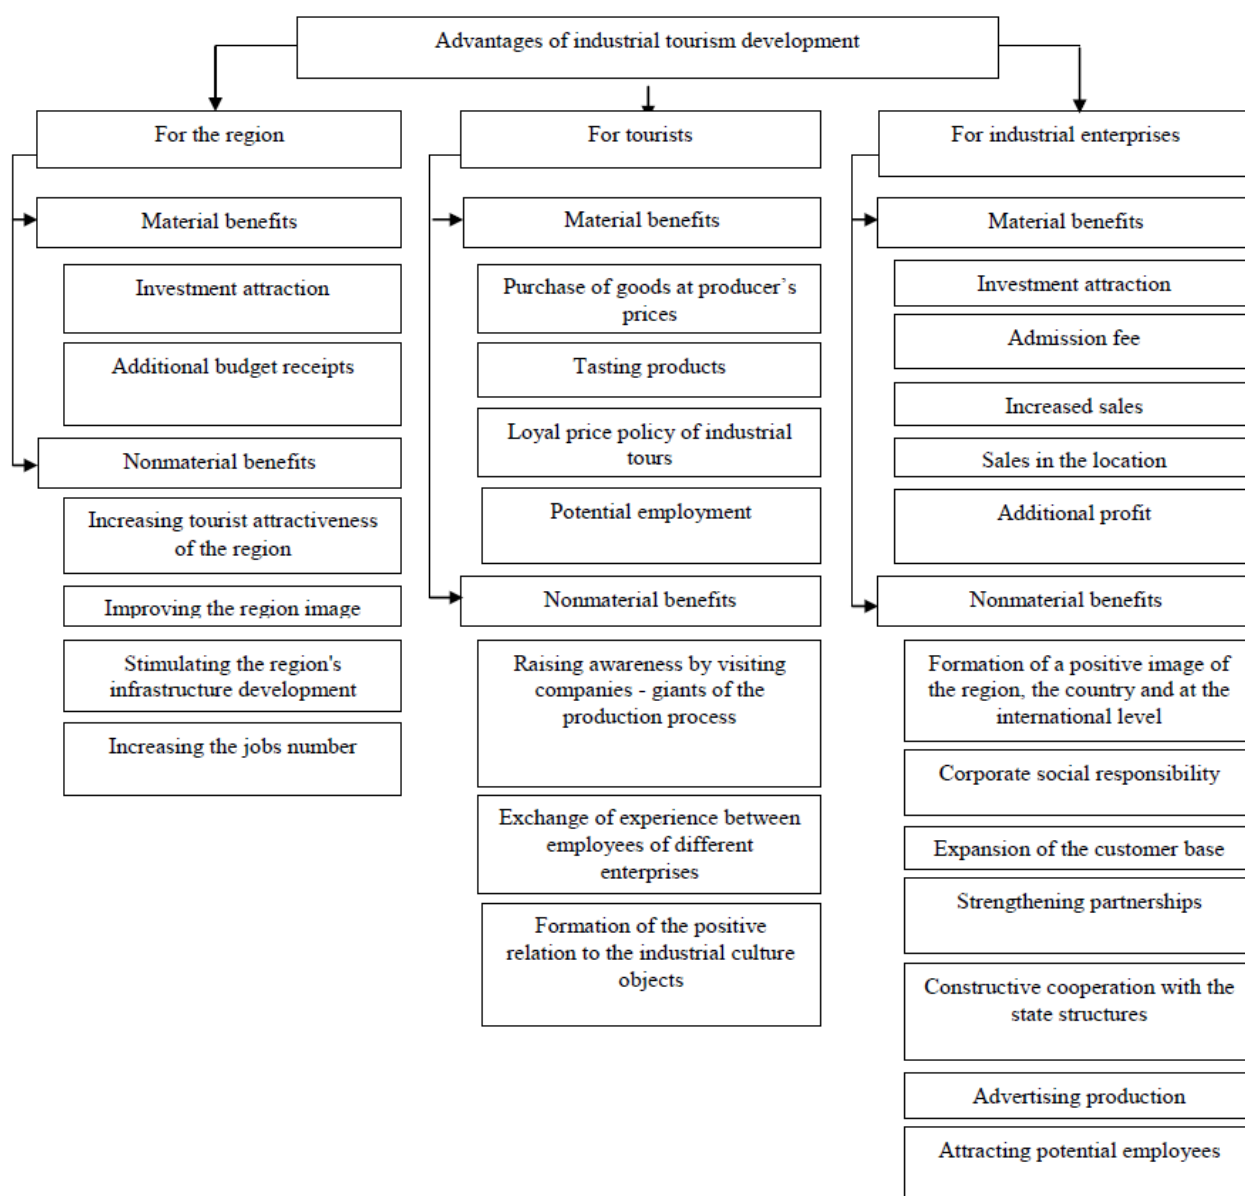 Advantages of industrial tourism development
For the region
Material benefits
Investment attraction
Additional budget receipts
Nonmaterial benefits
Increasing tourist attractiveness
of the region
Improving the region image
Stimulating the region's
infrastructure development
Increasing the jobs number
For tourists
Material benefits
Purchase of goods at producer’s
prices
Tasting products
Loyal price policy of industrial
tours
Potential employment
Nonmaterial benefits
Raising awareness by visiting
companies - giants of the
production process
Exchange of experience between
employees of different
enterprises
Formation of the positive
relation to the industrial culture
objects
For industrial enterprises
Material benefits
Investment attraction
Admission fee
Increased sales
Sales in the location
Additional profit
Nonmaterial benefits
Formation of a positive image of
the region, the country and at the
international level
Corporate social responsibility
Expansion of the customer base
Strengthening partnerships
Constructive cooperation with the
state structures
Advertising production
Attracting potential employees